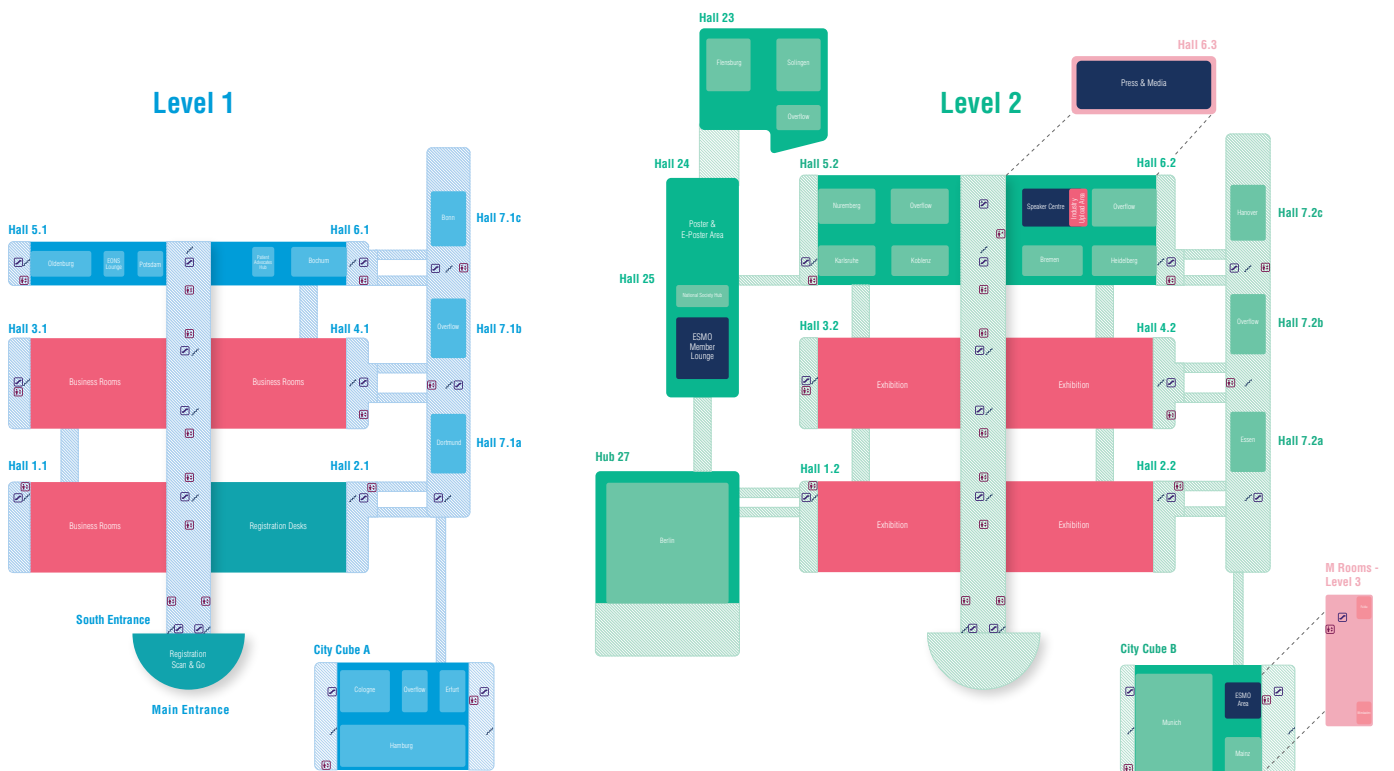 Hall 23
Flensburg
Solingen
Overflow
Hall 6.3
Press & Media
Level 1
Level 2
Hall 24
Hall 5.2
Hall 6.2
Hall 5.1
Hall 6.1
Bonn
Hall 7.1c
Oldenburg
EONS
Lounge
Potsdam
Patient
Advocates
Hub
Bochum
Poster &
E-Poster Area
Nuremberg
Overflow
Speaker Centre
Industry
Upload Area
Overflow
Hanover
Hall 7.2c
Karlsruhe
Koblenz
Bremen
Heidelberg
Hall 25
National Society Hub
ESMO
Member
Lounge
Hall 3.1
Hall 4.1
Overflow
Hall 7.1b
Hall 3.2
Hall 4.2
Overflow
Hall 7.2b
Business Rooms
Business Rooms
Exhibition
Exhibition
Dortmund
Hall 7.1a
Essen
Hall 7.2a
Hall 1.1
Hall 2.1
Hub 27
Hall 1.2
Hall 2.2
Business Rooms
Registration Desks
Berlin
Exhibition
Exhibition
M Rooms -
Level 3
South Entrance
Registration
Scan & Go
Main Entrance
City Cube A
Cologne
Overflow
Erfurt
Hamburg
City Cube B
Munich
ESMO
Area
Mainz